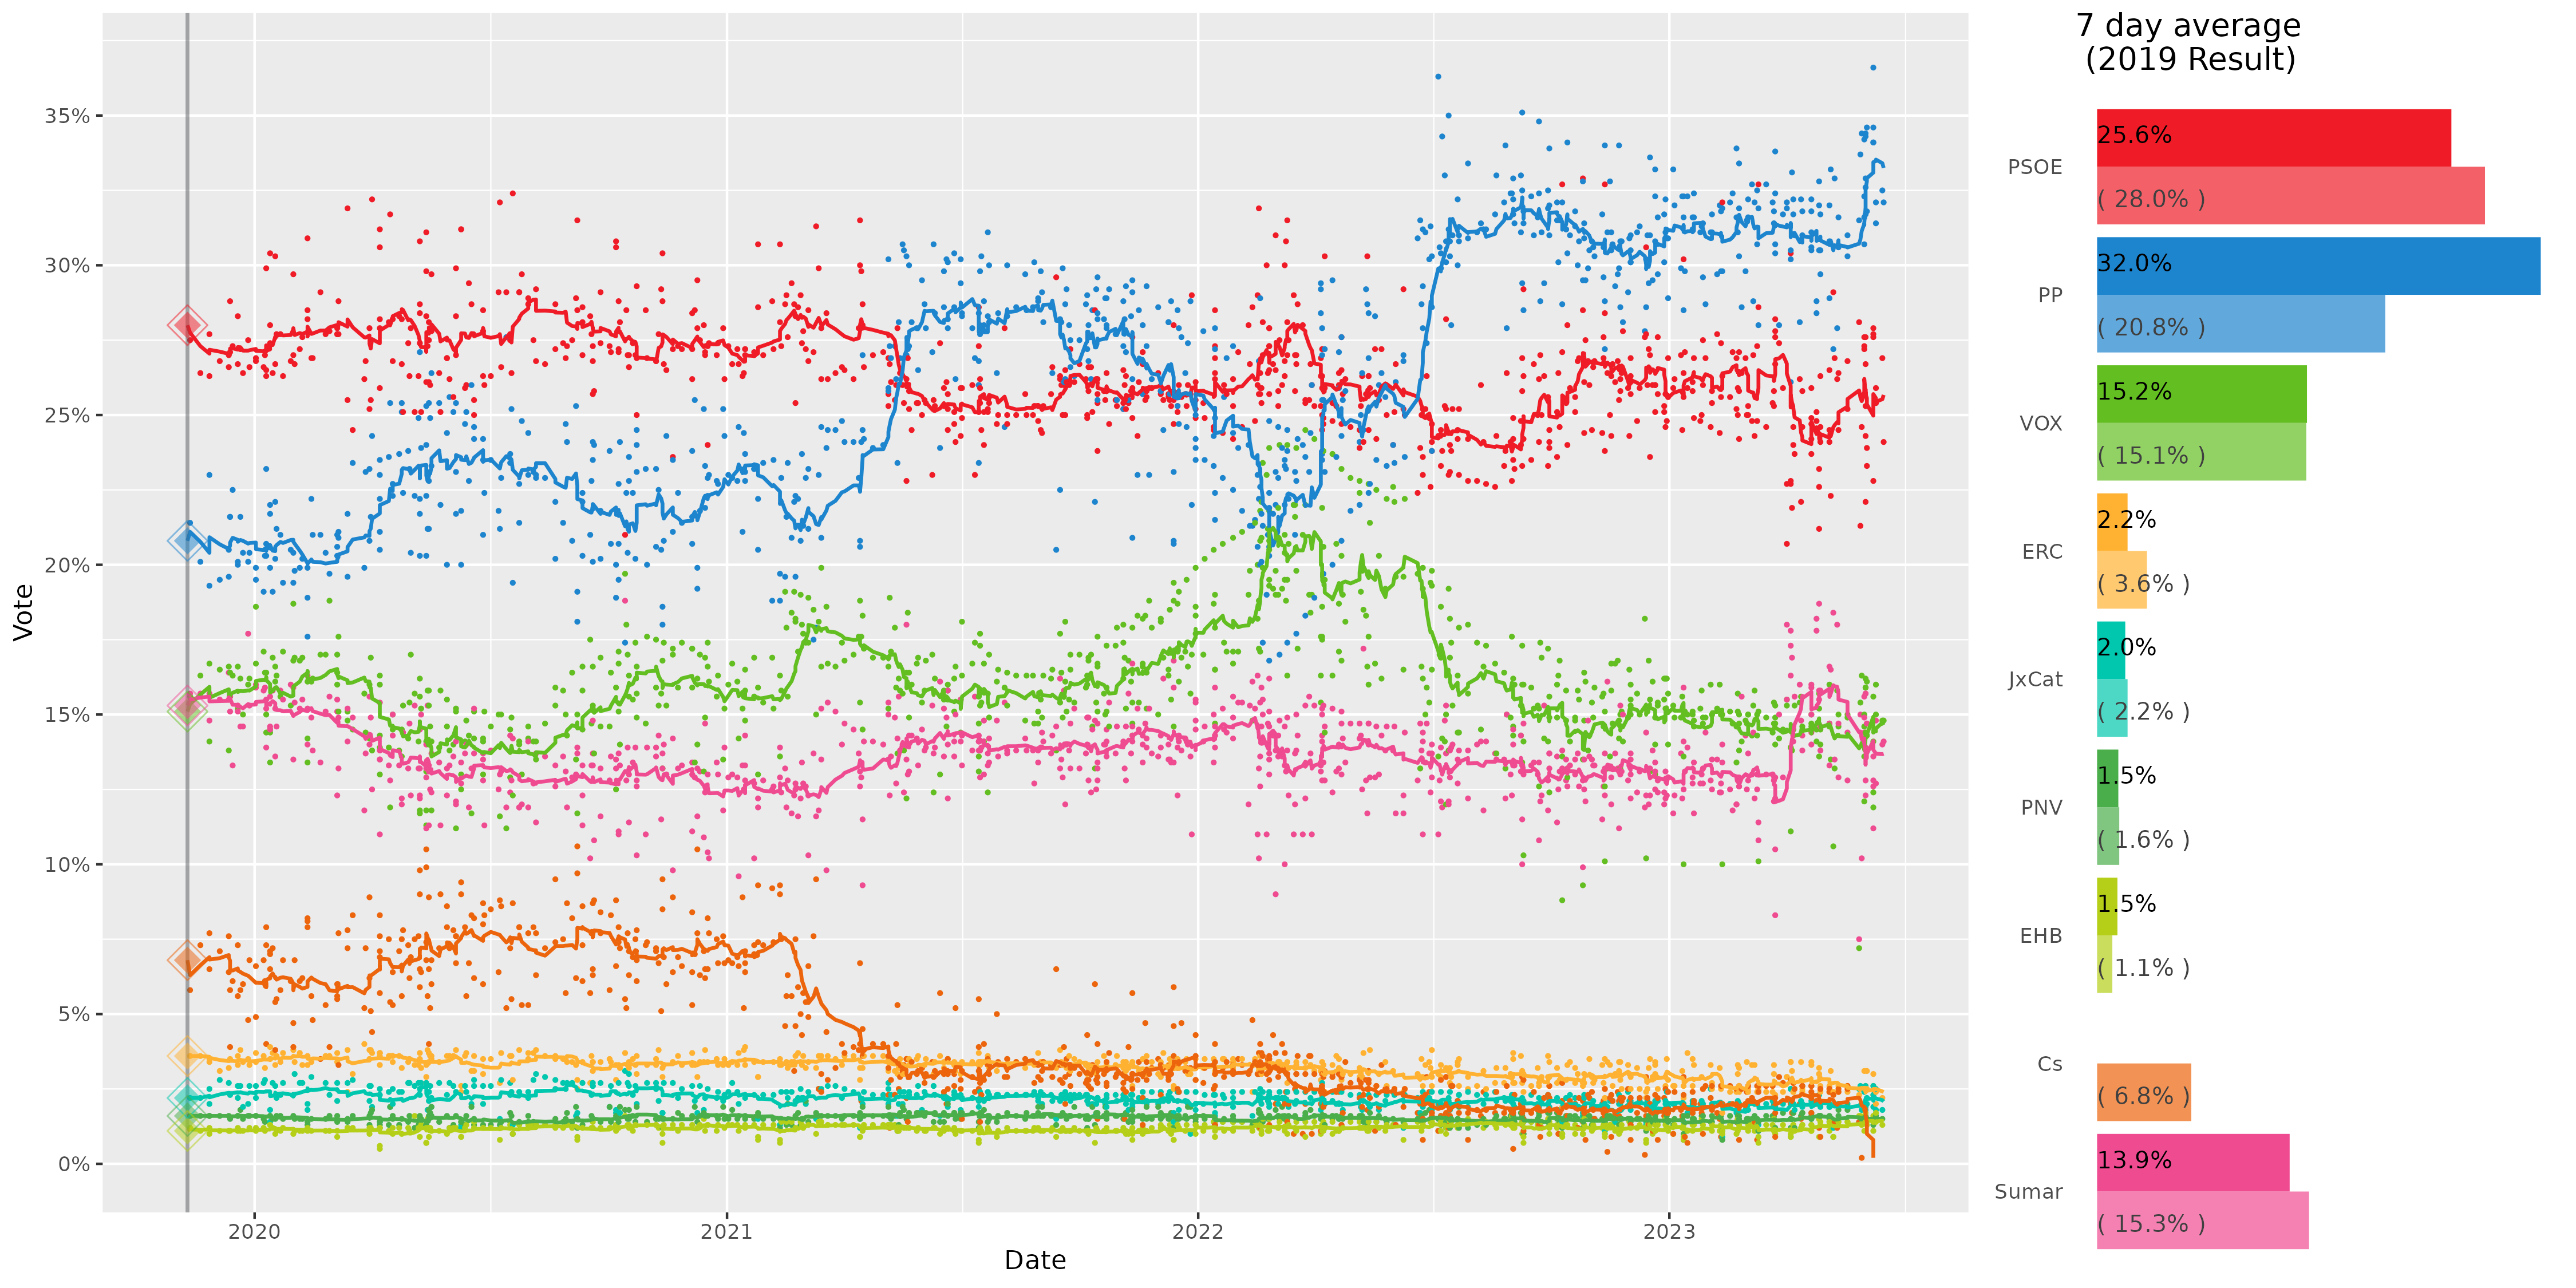 7 day average
(2019 Result)
35%
30%
25%
20%
15%
10%
5%
0%
Vote
2020
2021
2022
2023
Date
PSOE
25.6%
( 28.0% )
PP
32.0%
( 20.8% )
VOX
15.2%
( 15.1% )
ERC
2.2%
( 3.6% )
JxCat
2.0%
( 2.2% )
PNV
1.5%
( 1.6% )
EHB
1.5%
( 1.1% )
Cs
( 6.8% )
Sumar
13.9%
( 15.3% )